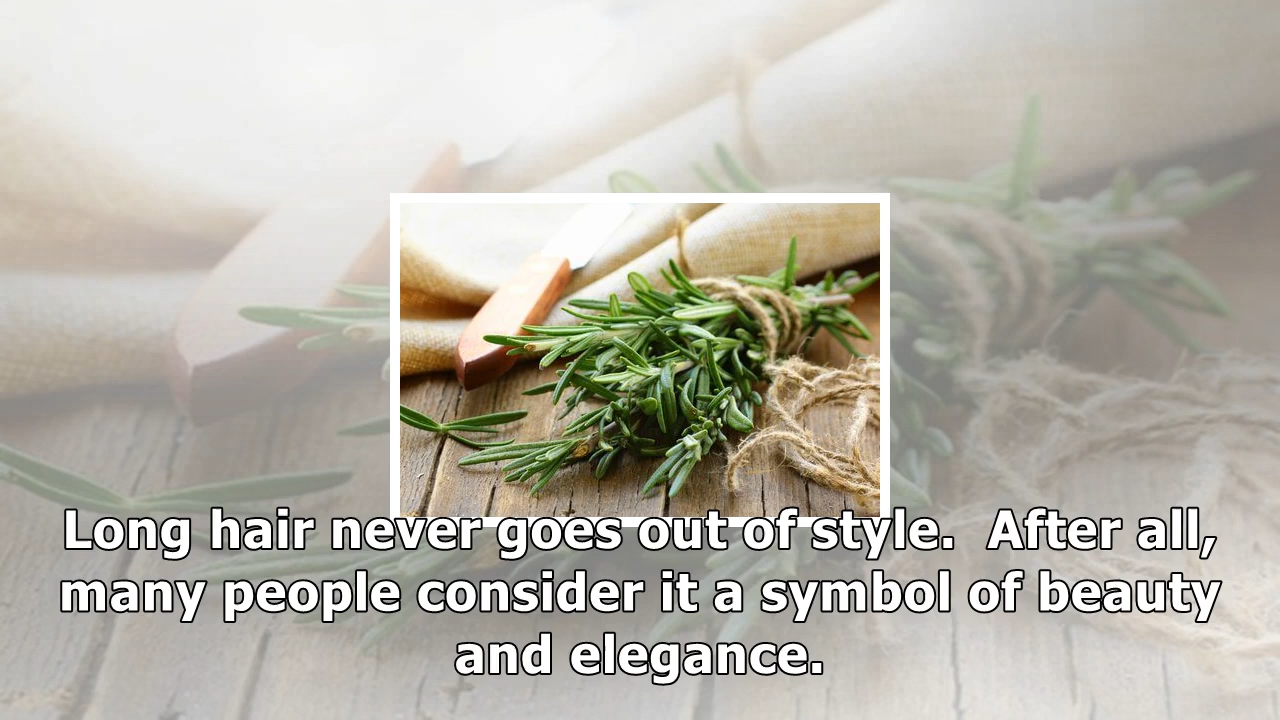 Long hair never goes out of style.  After all,
many people consider it a symbol of beauty
and elegance.